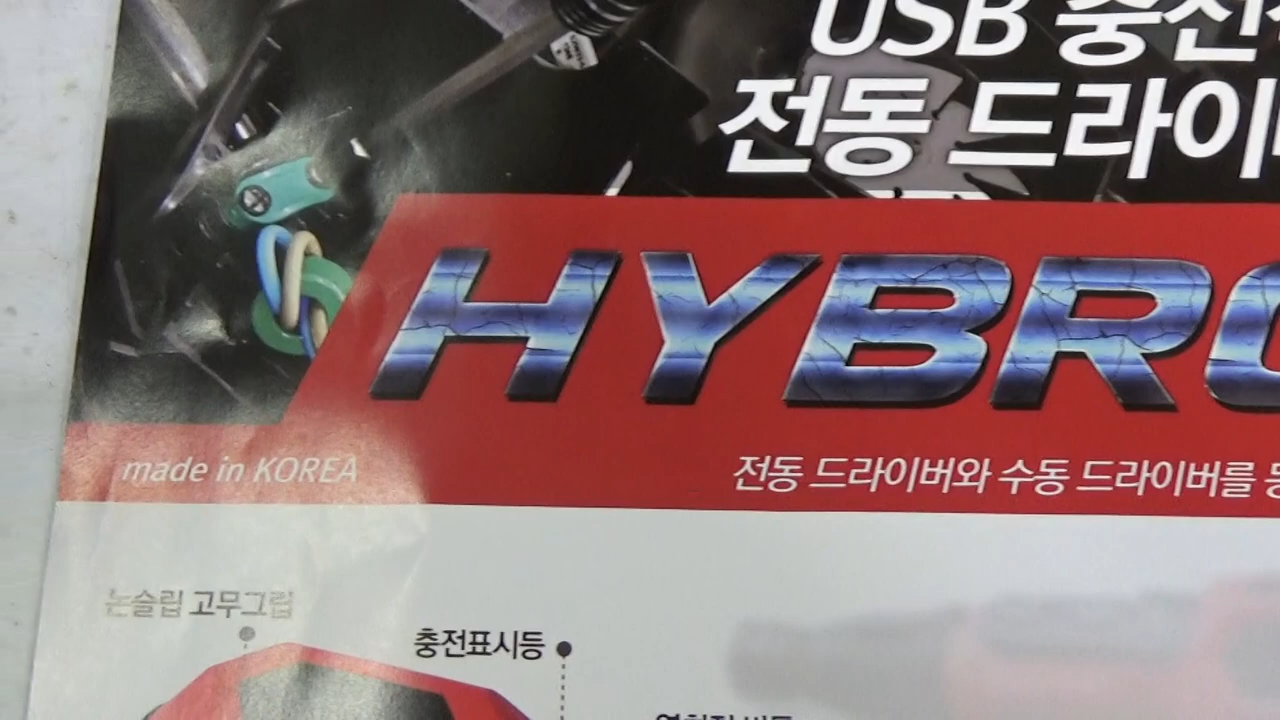 USB 충전
전동 드라이
HYBR
made in KOREA
전동 드라이버와 수동 드라이버를
논슬립 고무그립
충전표시등